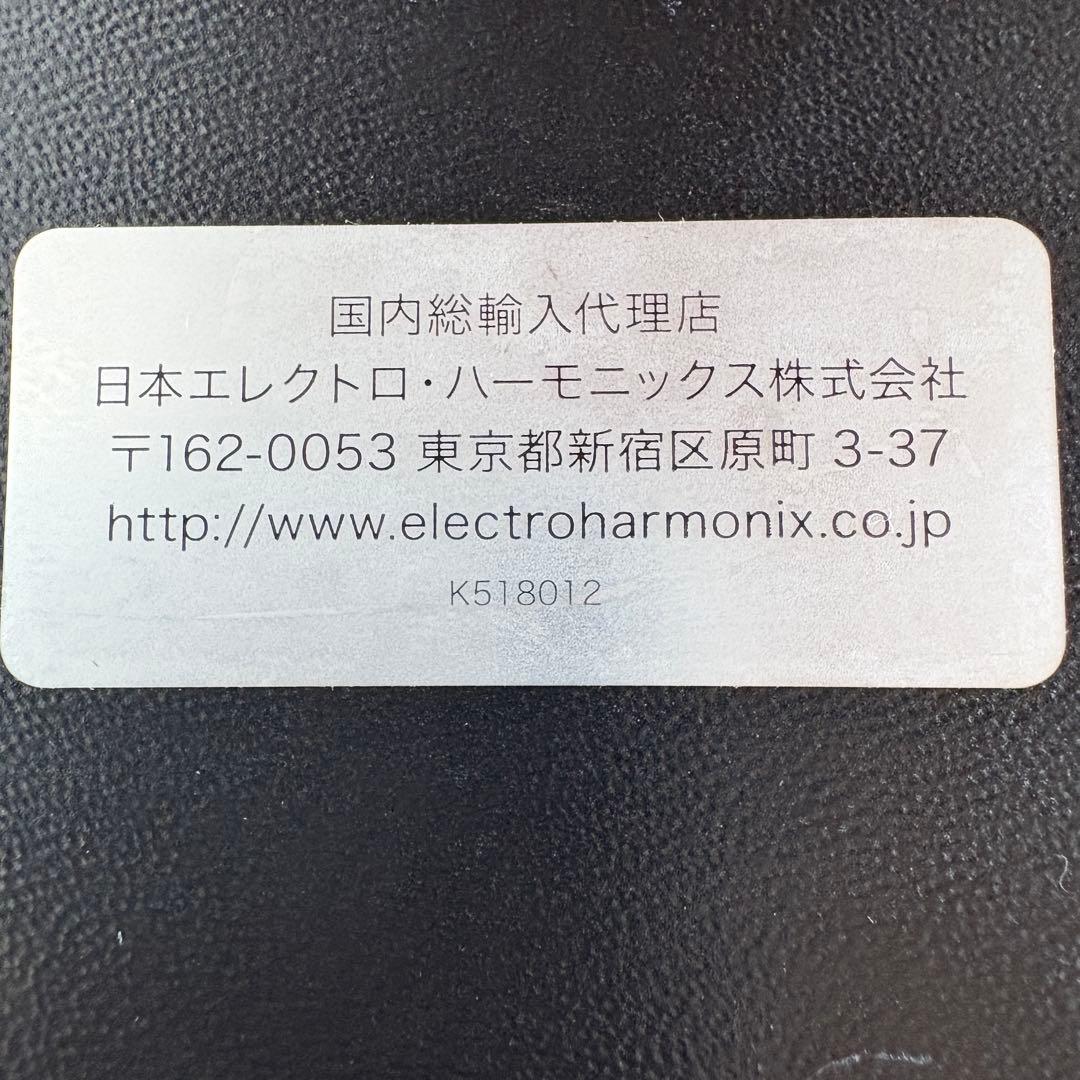 国内総輸入代理店
日本エレクトロ・ハーモニックス株式会社
〒162-0053 東京都新宿区原町 3-37
http://www.electroharmonix.co.jp
K518012